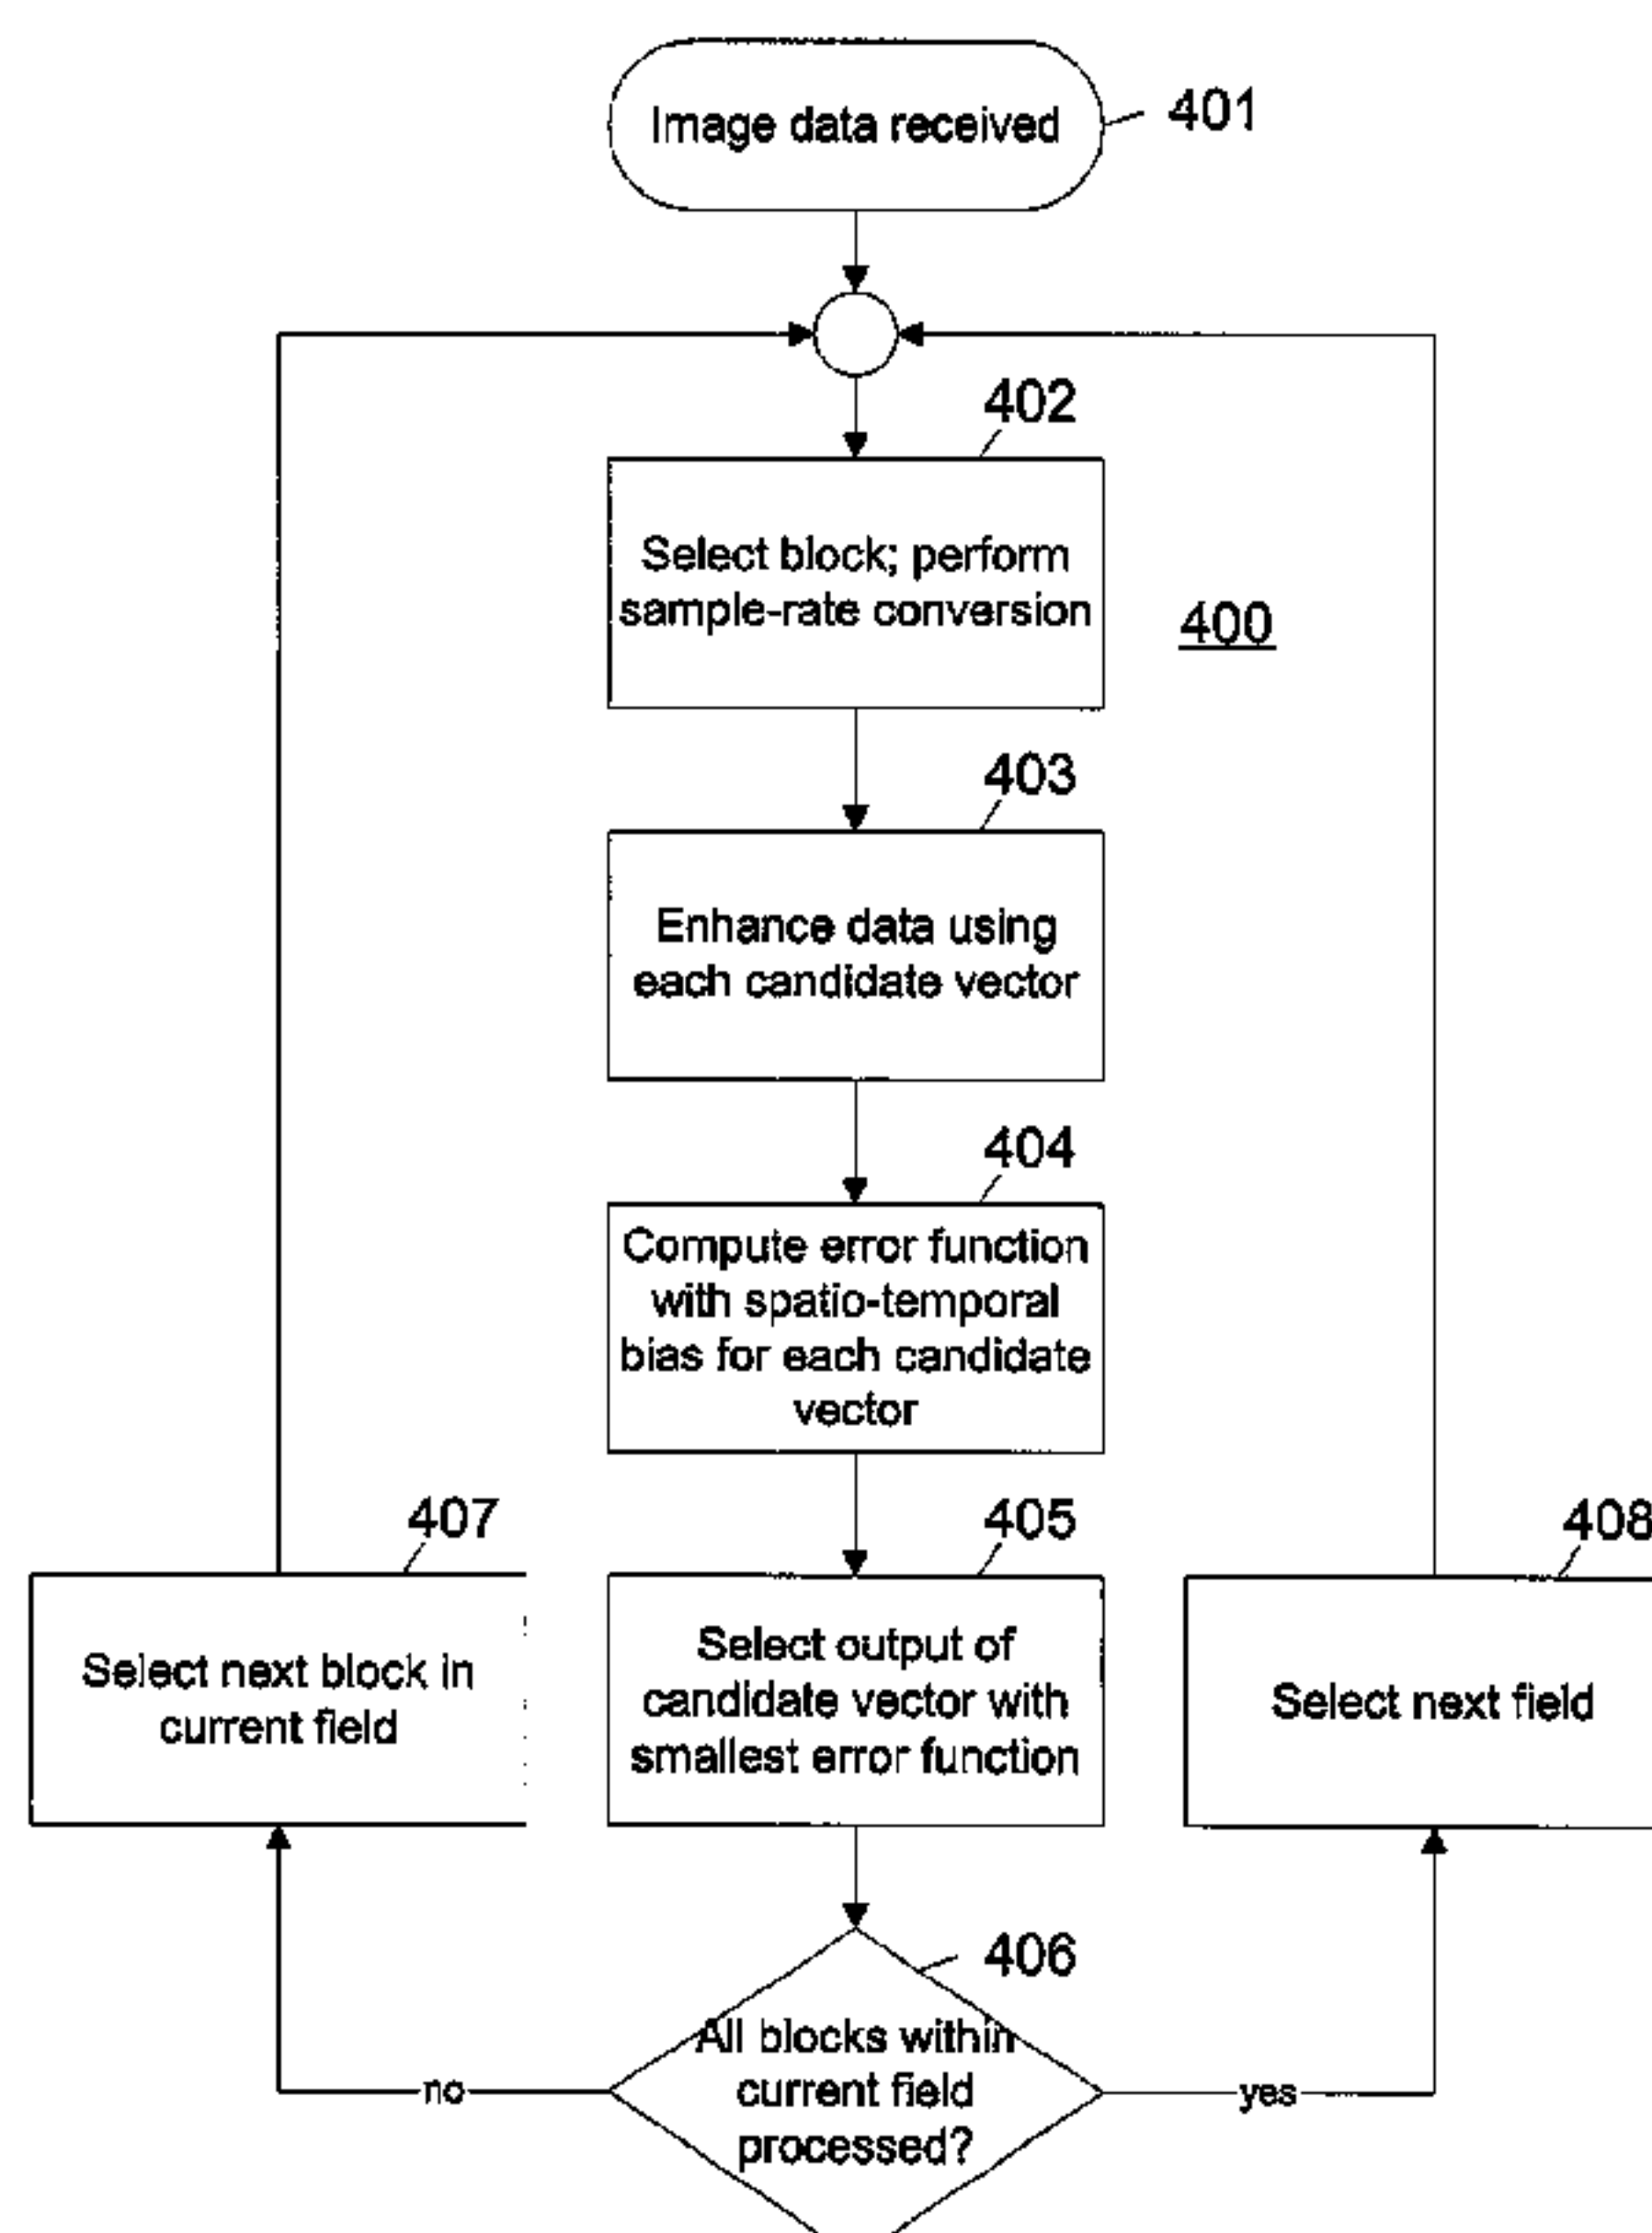 Image data received
401
402
Select block; perform
sample-rate conversion
400
403
Enhance data using
each candidate vector
404
Compute error function
with spatio-temporal
bias for each candidate
vector
407
405
408
Select next block in
current field
Select output of
candidate vector with
smallest error function
Select next field
406
All blocks within
current field
processed?
no
yes